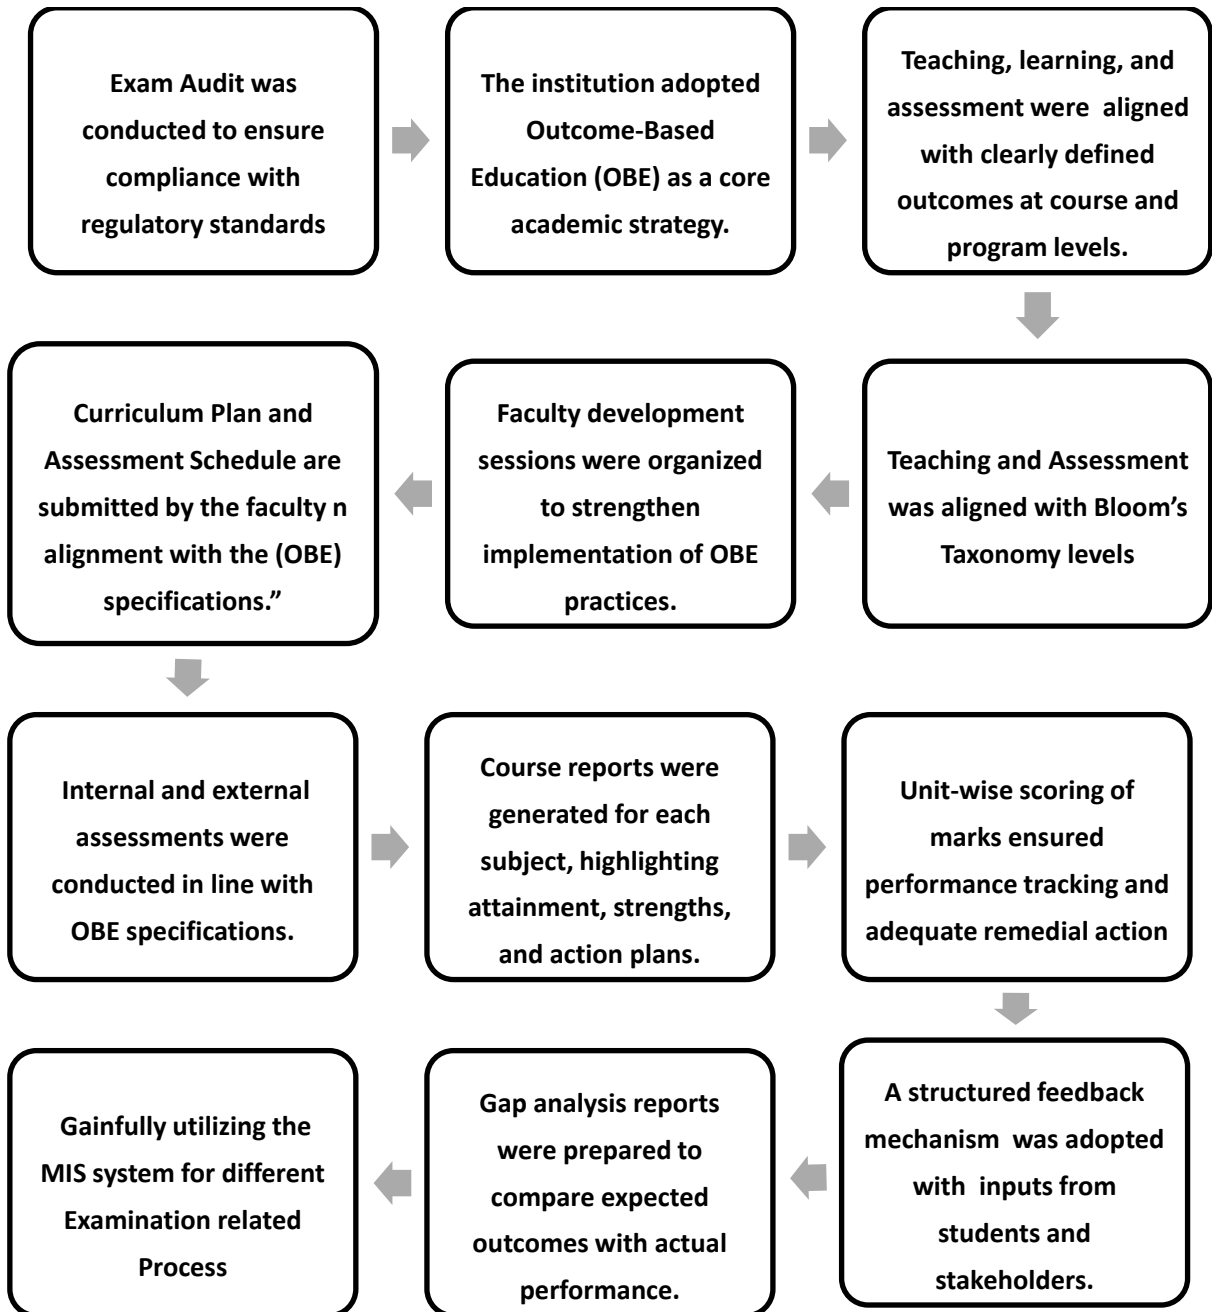 Exam Audit was
conducted to ensure
compliance with
regulatory standards
The institution adopted
Outcome-Based
Education (OBE) as a core
academic strategy.
Teaching, learning, and
assessment were aligned
with clearly defined
outcomes at course and
program levels.
Teaching and Assessment
was aligned with Bloom’s
Taxonomy levels
Faculty development
sessions were organized
to strengthen
implementation of OBE
practices.
Curriculum Plan and
Assessment Schedule are
submitted by the faculty n
alignment with the (OBE)
specifications.”
Internal and external
assessments were
conducted in line with
OBE specifications.
Course reports were
generated for each
subject, highlighting
attainment, strengths,
and action plans.
Unit-wise scoring of
marks ensured
performance tracking and
adequate remedial action
A structured feedback
mechanism was adopted
with inputs from
students and
stakeholders.
Gap analysis reports
were prepared to
compare expected
outcomes with actual
performance.
Gainfully utilizing the
MIS system for different
Examination related
Process